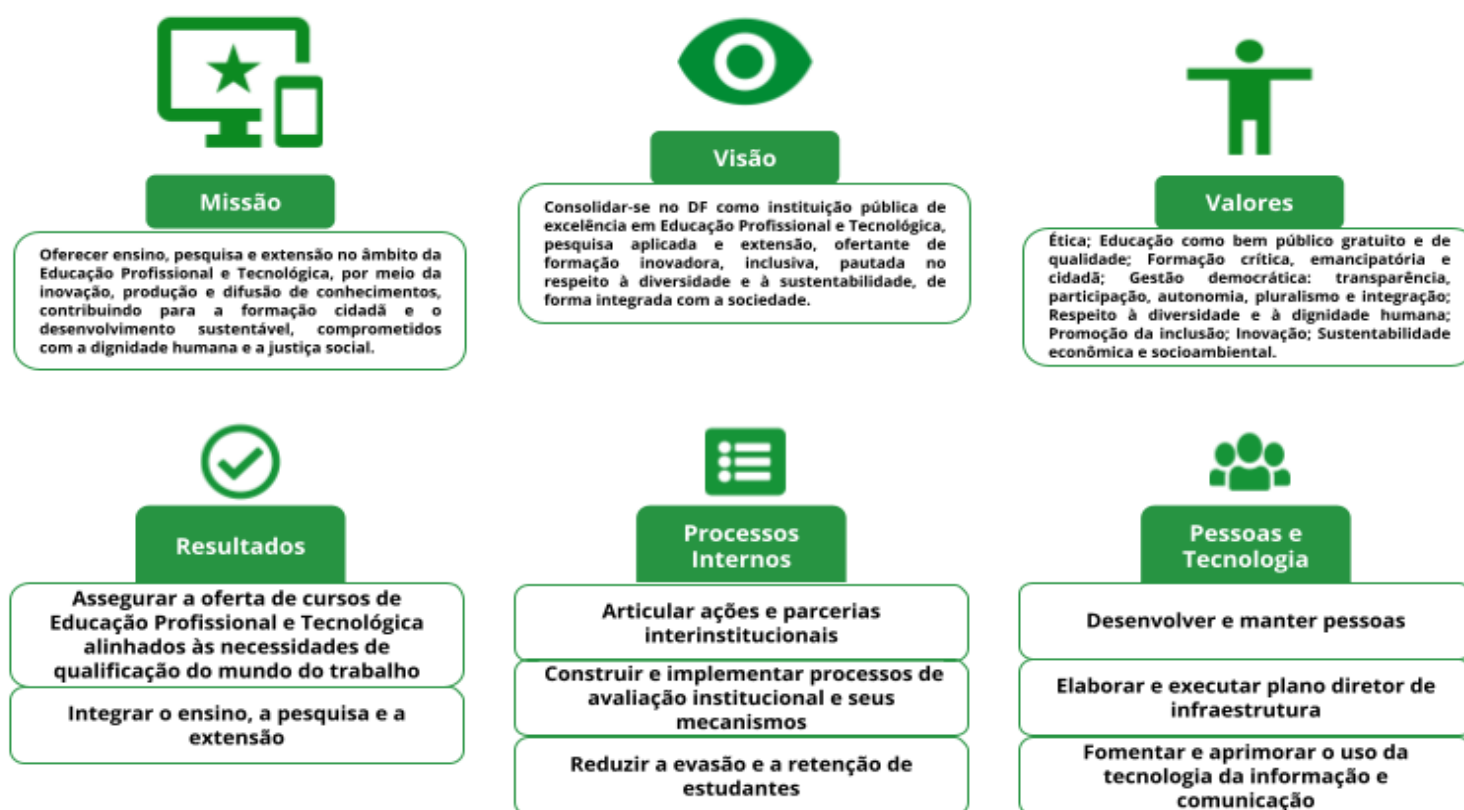 Missão
Oferecer ensino, pesquisa e extensão no âmbito da
Educação Profissional e Tecnológica, por meio da
inovação, produção e difusão de conhecimentos,
contribuindo para a formação cidadã e o
desenvolvimento sustentável, comprometidos
com a dignidade humana e a justiça social.
Visão
Consolidar-se no DF como instituição pública de
excelência em Educação Profissional e Tecnológica,
pesquisa aplicada e extensão, ofertante de
formação inovadora, inclusiva, pautada no
respeito à diversidade e à sustentabilidade, de
forma integrada com a sociedade.
Valores
Ética; Educação como bem público gratuito e de
qualidade; Formação crítica, emancipatória e
cidadã; Gestão democrática: transparência,
participação, autonomia, pluralismo e integração;
Respeito à diversidade e à dignidade humana;
Promoção da inclusão; Inovação; Sustentabilidade
econômica e socioambiental.
Resultados
Assegurar a oferta de cursos de
Educação Profissional e Tecnológica
alinhados às necessidades de
qualificação do mundo do trabalho
Integrar o ensino, a pesquisa e a
extensão
Processos
Internos
Articular ações e parcerias
interinstitucionais
Construir e implementar processos de
avaliação institucional e seus
mecanismos
Reduzir a evasão e a retenção de
estudantes
Pessoas e
Tecnologia
Desenvolver e manter pessoas
Elaborar e executar plano diretor de
infraestrutura
Fomentar e aprimorar o uso da
tecnologia da informação e
comunicação